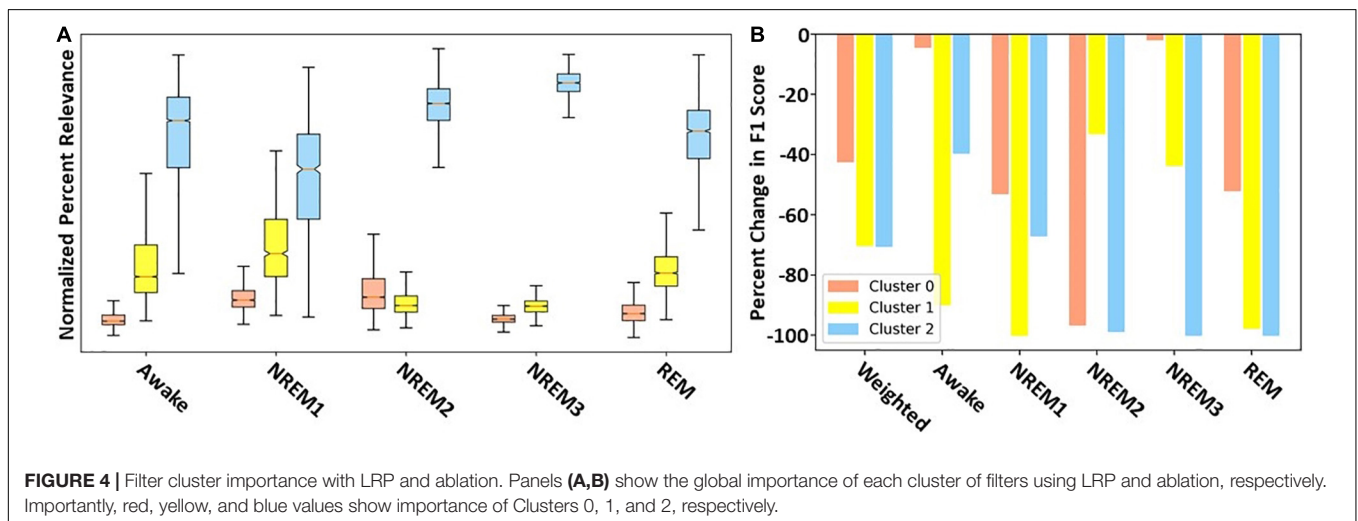 A
Normalized Percent Relevance
Awake
NREM1
NREM2
NREM3
REM
B
Percent Change in F1 Score
0
-20
-40
-60
-80
-100
Cluster 0
Cluster 1
Cluster 2
Weighted
Awake
NREM1
NREM2
NREM3
REM
FIGURE 4 | Filter cluster importance with LRP and ablation. Panels (A,B) show the global importance of each cluster of filters using LRP and ablation, respectively.
Importantly, red, yellow, and blue values show importance of Clusters 0, 1, and 2, respectively.